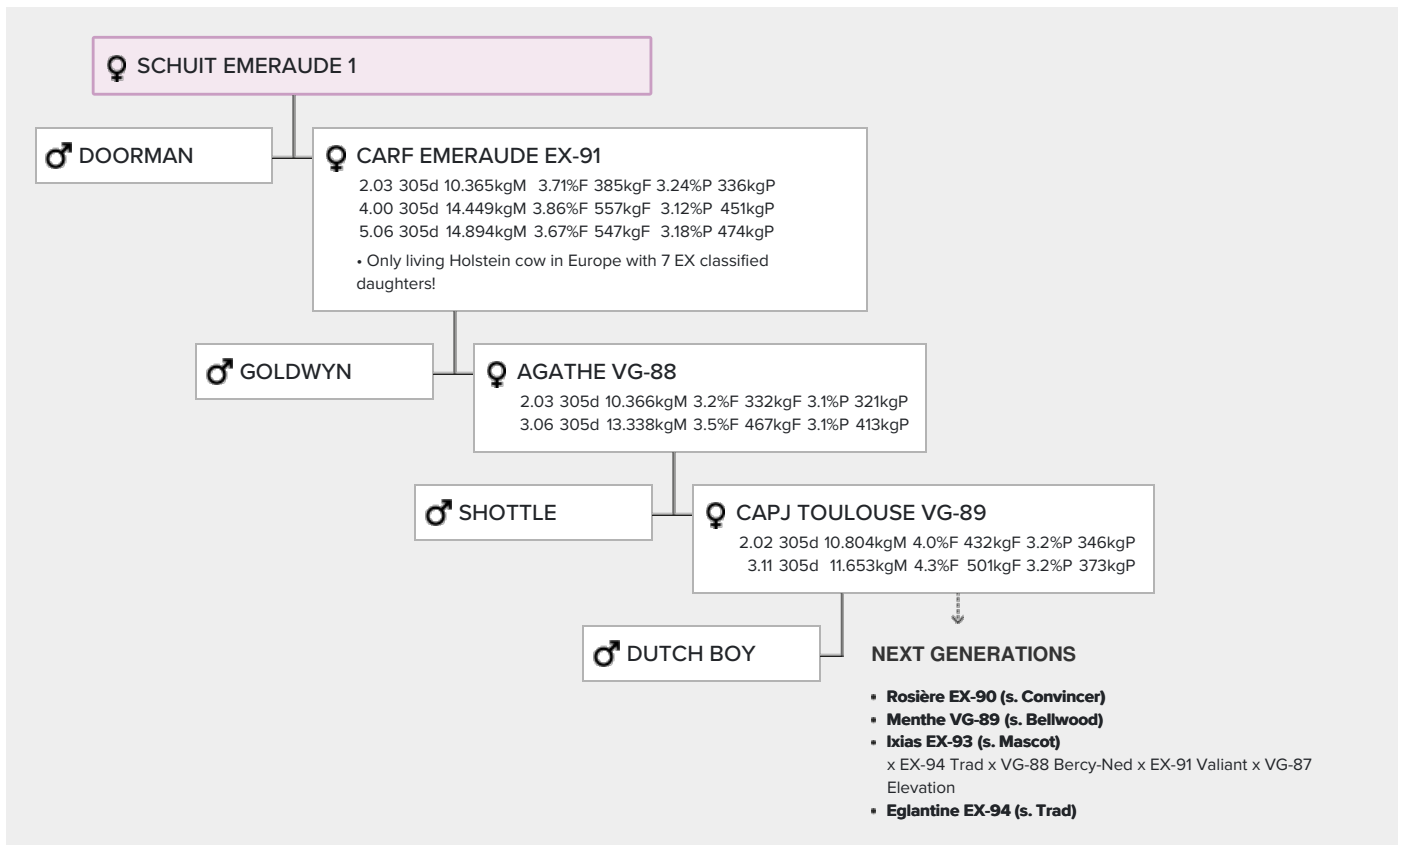 SCHUIT EMERAUDE 1
DOORMAN
CARF EMERAUDE EX-91
2.03 305d 10.365kgM 3.71%F 385kgF 3.24%P 336kgP
4.00 305d 14.449kgM 3.86%F 557kgF 3.12%P 451kgP
5.06 305d 14.894kgM 3.67%F 547kgF 3.18%P 474kgP
• Only living Holstein cow in Europe with 7 EX classified
daughters!
GOLDWYN
AGATHE VG-88
2.03 305d 10.366kgM 3.2%F 332kgF 3.1%P 321kgP
3.06 305d 13.338kgM 3.5%F 467kgF 3.1%P 413kgP
SHOTTLE
CAPJ TOULOUSE VG-89
2.02 305d 10.804kgM 4.0%F 432kgF 3.2%P 346kgP
3.11 305d 11.653kgM 4.3%F 501kgF 3.2%P 373kgP
DUTCH BOY
NEXT GENERATIONS
• Rosière EX-90 (s. Convincer)
• Menthe VG-89 (s. Bellwood)
• Ixias EX-93 (s. Mascot)
x EX-94 Trad x VG-88 Bercy-Ned x EX-91 Valiant x VG-87
Elevation
• Eglantine EX-94 (s. Trad)